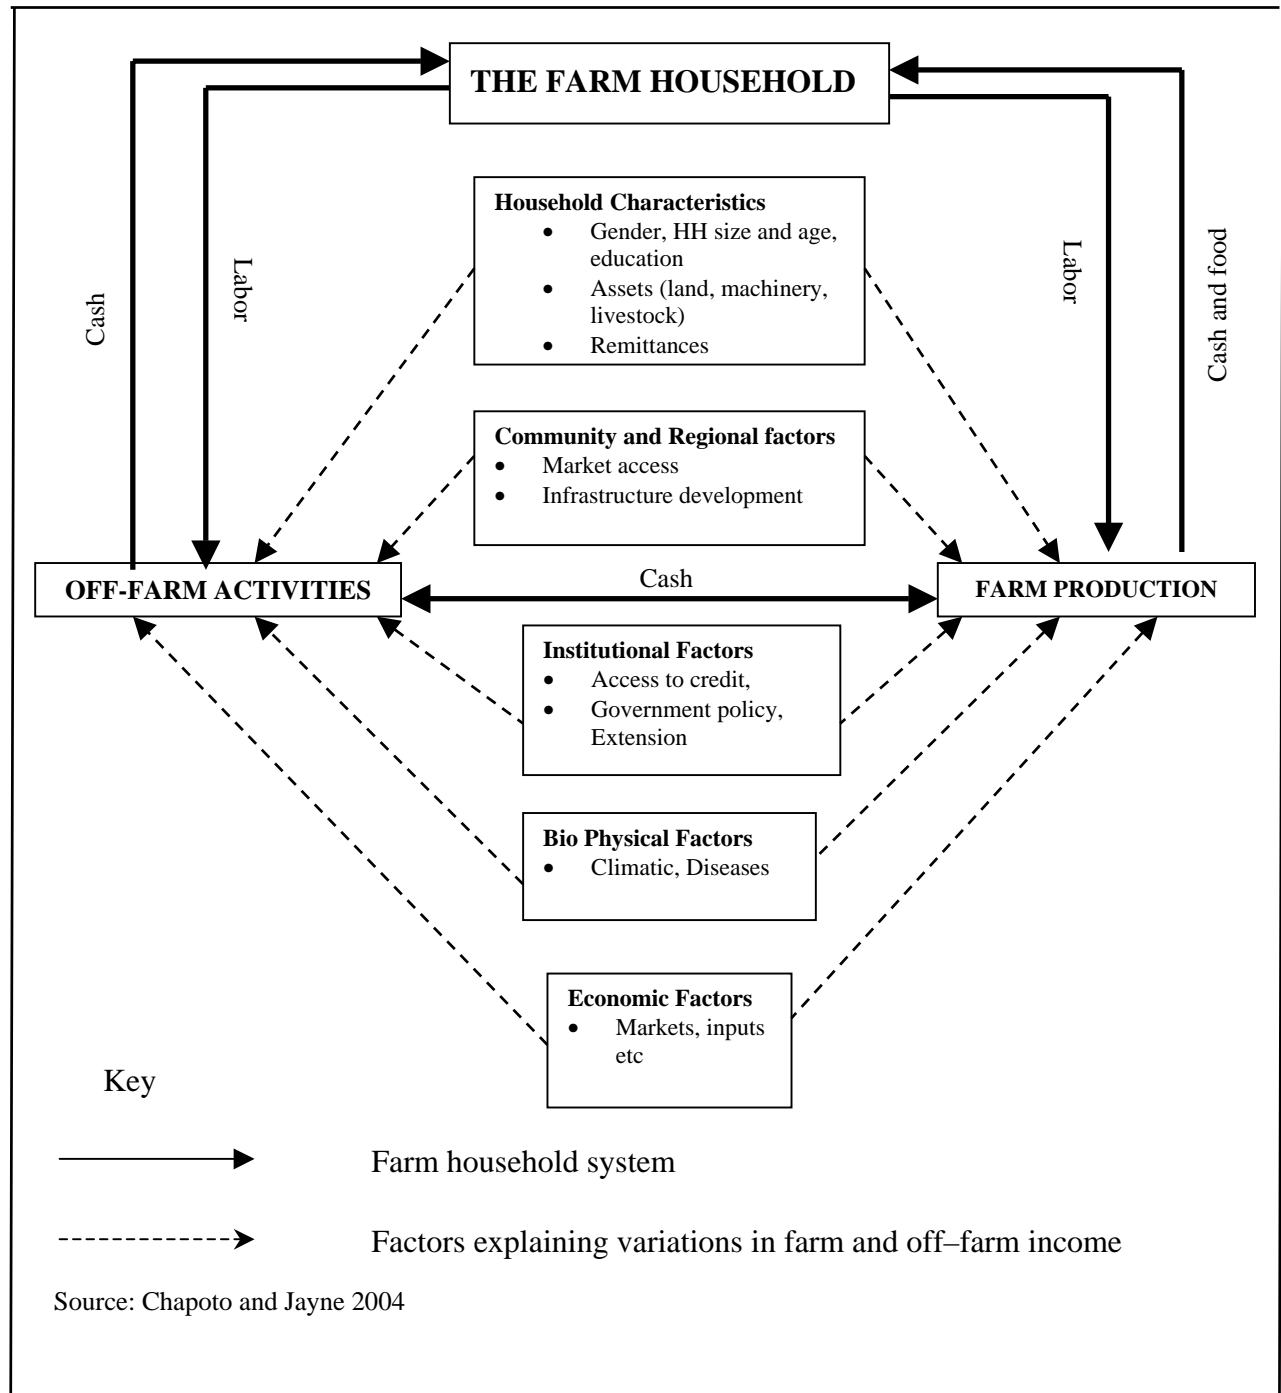 THE FARM HOUSEHOLD
Household Characteristics
• Gender, HH size and age,
education
• Assets (land, machinery,
livestock)
• Remittances
Cash
Labor
Labor
Cash and food
Community and Regional factors
• Market access
• Infrastructure development
OFF-FARM ACTIVITIES
Cash
FARM PRODUCTION
Institutional Factors
• Access to credit,
• Government policy,
Extension
Bio Physical Factors
• Climatic, Diseases
Economic Factors
• Markets, inputs
etc
Key
Farm household system
Factors explaining variations in farm and off–farm income
Source: Chapoto and Jayne 2004